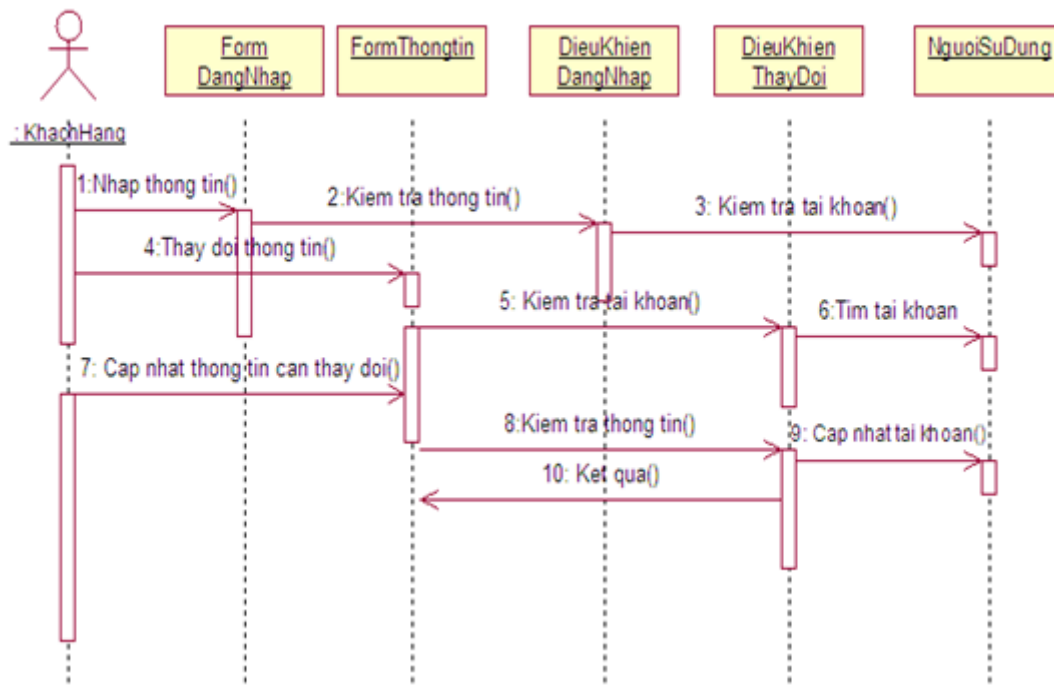 Form
DangNhap
FormThongtin
DieuKhien
DangNhap
DieuKhien
ThayDoi
NguoiSuDung
: KhachHang
1:Nhap thong tin()
2:Kiem tra thong tin()
3: Kiem tra tai khoan()
4:Thay doi thong tin()
5: Kiem tra tai khoan()
6:Tim tai khoan
7: Cap nhat thong tin can thay doi()
8:Kiem tra thong tin()
9: Cap nhat tai khoan()
10: Ket qua()